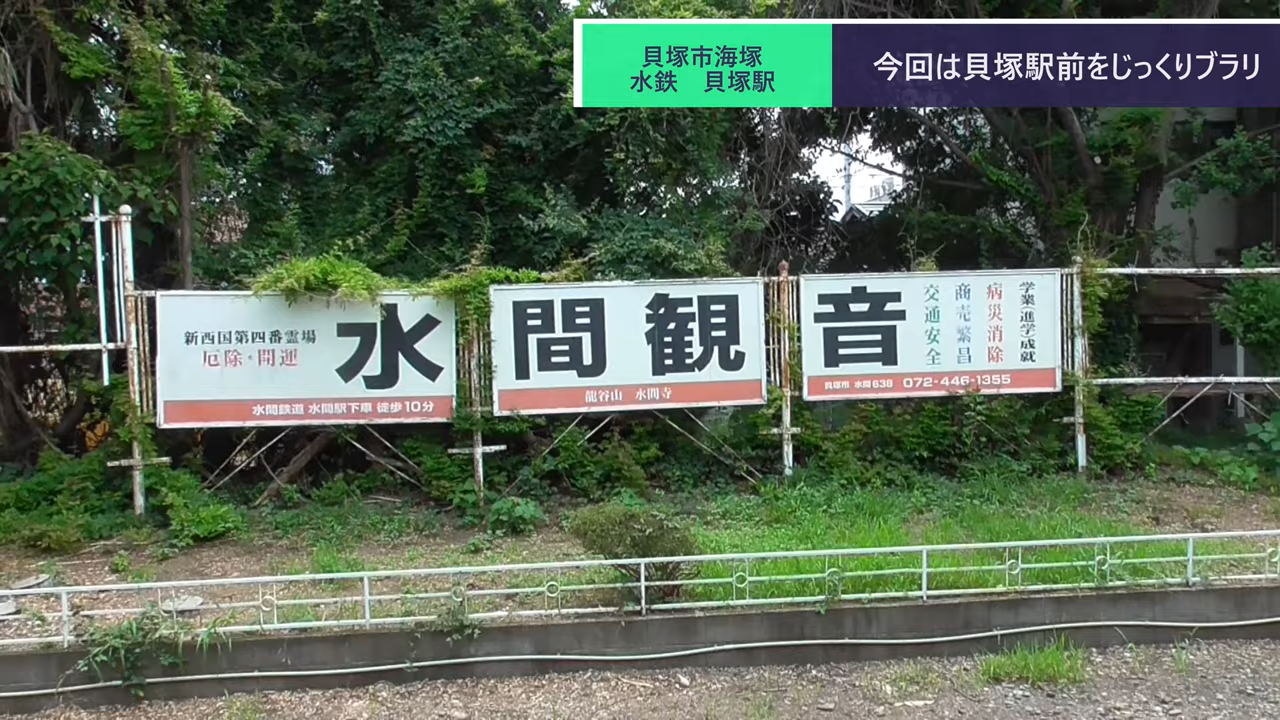 貝塚市海塚
水鉄　貝塚駅
今回は貝塚駅前をじっくりブラリ
新西国第四番霊場
厄除・開運
水間観音
学業(進学)成就
病災消除
商売繁昌
交通安全
水間鉄道 水間駅下車 徒歩10分
龍谷山　水間寺
貝塚市 水間638 072-446-1355